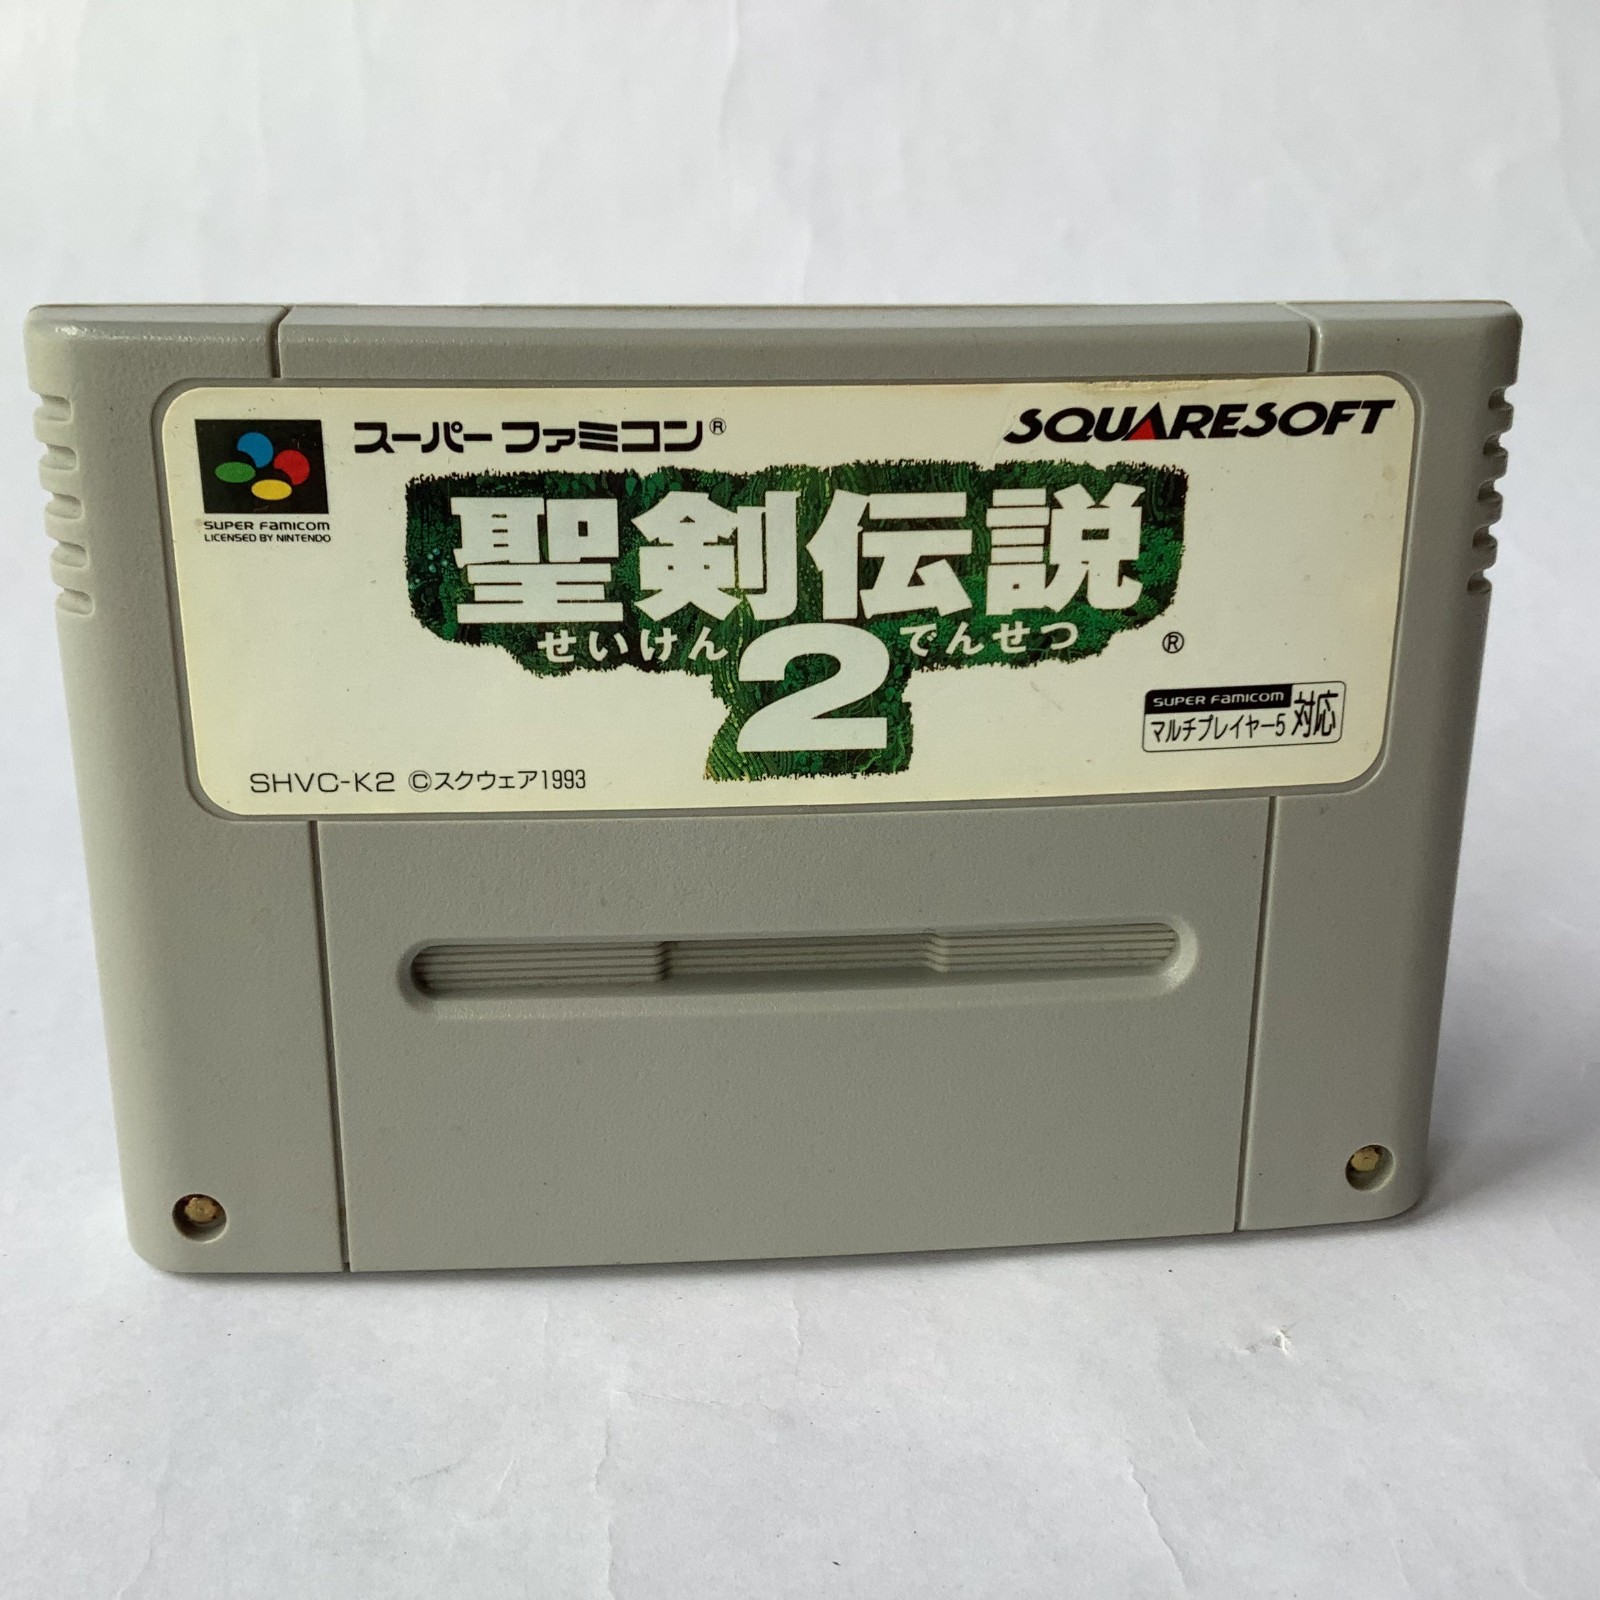 スーパーファミコン®
SQUARESOFT
SUPER FAMICOM
LICENSED BY NINTENDO
聖剣伝説
せいけん でんせつ
2
®
SUPER FAMICOM
マルチプレイヤー5 対応
SHVC-K2 ©スクウェア1993